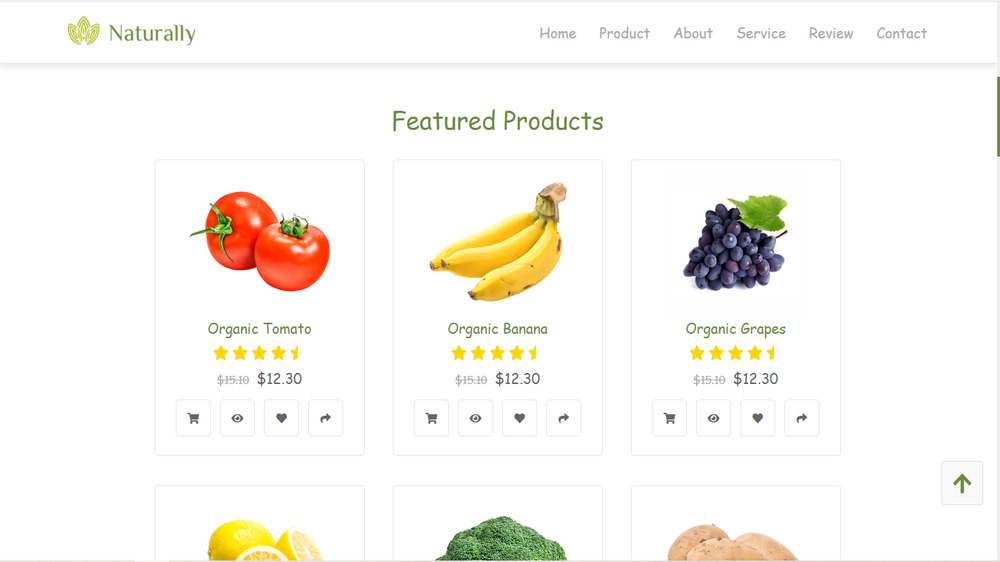 Naturally
Home Product About Service Review Contact
Featured Products
Organic Tomato
$15.10 $12.30
Organic Banana
$15.10 $12.30
Organic Grapes
$15.10 $12.30